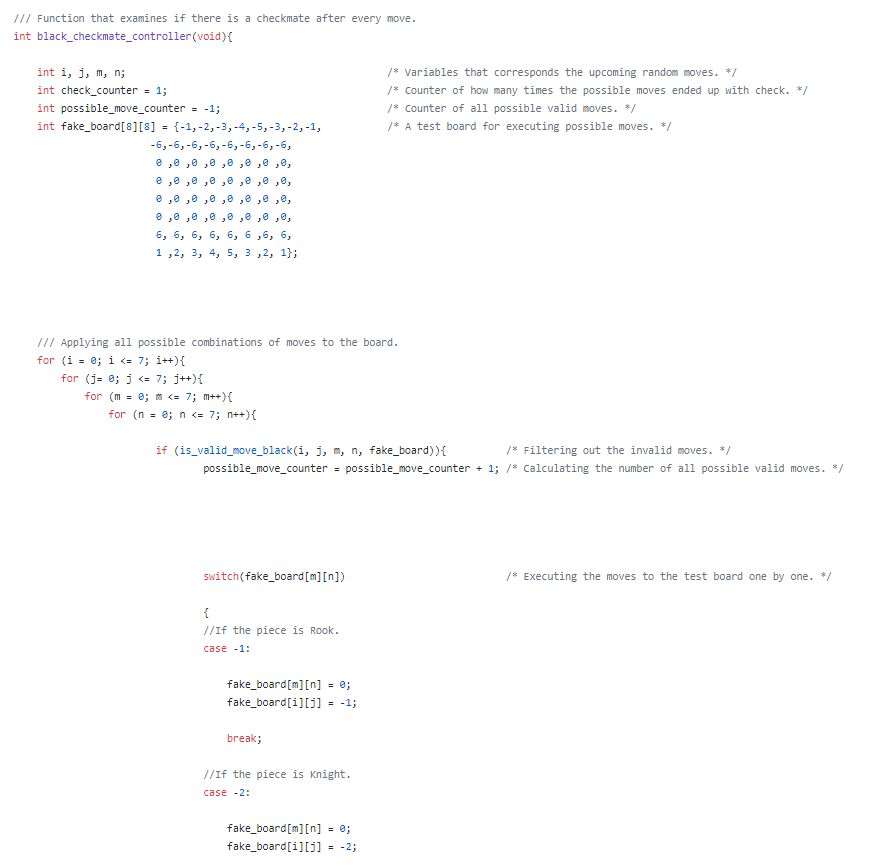 /// Function that examines if there is a checkmate after every move.
int black_checkmate_controller(void){
int i, j, m, n; /* Variables that corresponds the upcoming random moves. */
int check_counter = 1; /* Counter of how many times the possible moves ended up with check. */
int possible_move_counter = -1; /* Counter of all possible valid moves. */
int fake_board[8][8] = {-1,-2,-3,-4,-5,-3,-2,-1, /* A test board for executing possible moves. */
-6,-6,-6,-6,-6,-6,-6,-6,
0 ,0 ,0 ,0 ,0 ,0 ,0 ,0,
0 ,0 ,0 ,0 ,0 ,0 ,0 ,0,
0 ,0 ,0 ,0 ,0 ,0 ,0 ,0,
0 ,0 ,0 ,0 ,0 ,0 ,0 ,0,
6, 6, 6, 6, 6, 6 ,6, 6,
1 ,2, 3, 4, 5, 3 ,2, 1};
/// Applying all possible combinations of moves to the board.
for (i = 0; i <= 7; i++){
for (j= 0; j <= 7; j++){
for (m = 0; m <= 7; m++){
for (n = 0; n <= 7; n++){
if (is_valid_move_black(i, j, m, n, fake_board)){ /* Filtering out the invalid moves. */
possible_move_counter = possible_move_counter + 1; /* Calculating the number of all possible valid moves. */
switch(fake_board[m][n]) /* Executing the moves to the test board one by one. */
{
//If the piece is Rook.
case -1:
fake_board[m][n] = 0;
fake_board[i][j] = -1;
break;
//If the piece is Knight.
case -2:
fake_board[m][n] = 0;
fake_board[i][j] = -2;